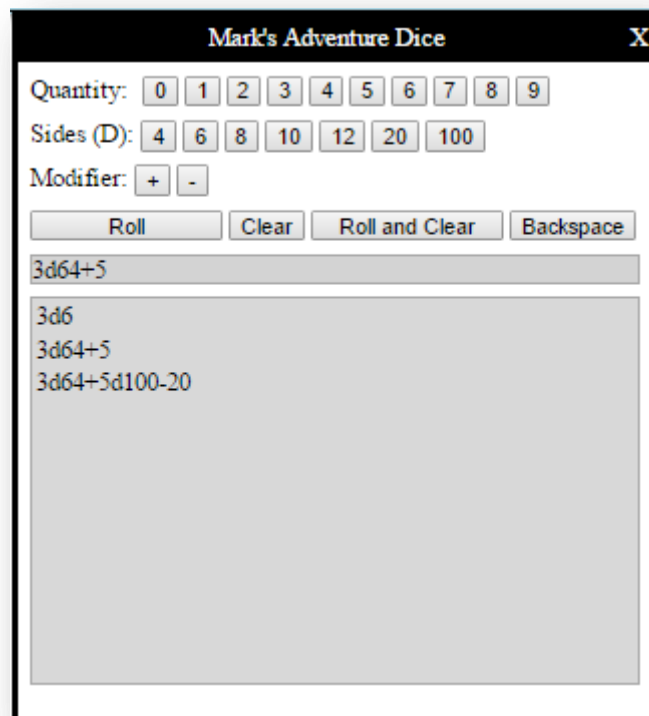 Mark's Adventure Dice X
Quantity: 0 1 2 3 4 5 6 7 8 9
Sides (D): 4 6 8 10 12 20 100
Modifier: + -
Roll Clear Roll and Clear Backspace
3d64+5
3d6
3d64+5
3d64+5d100-20